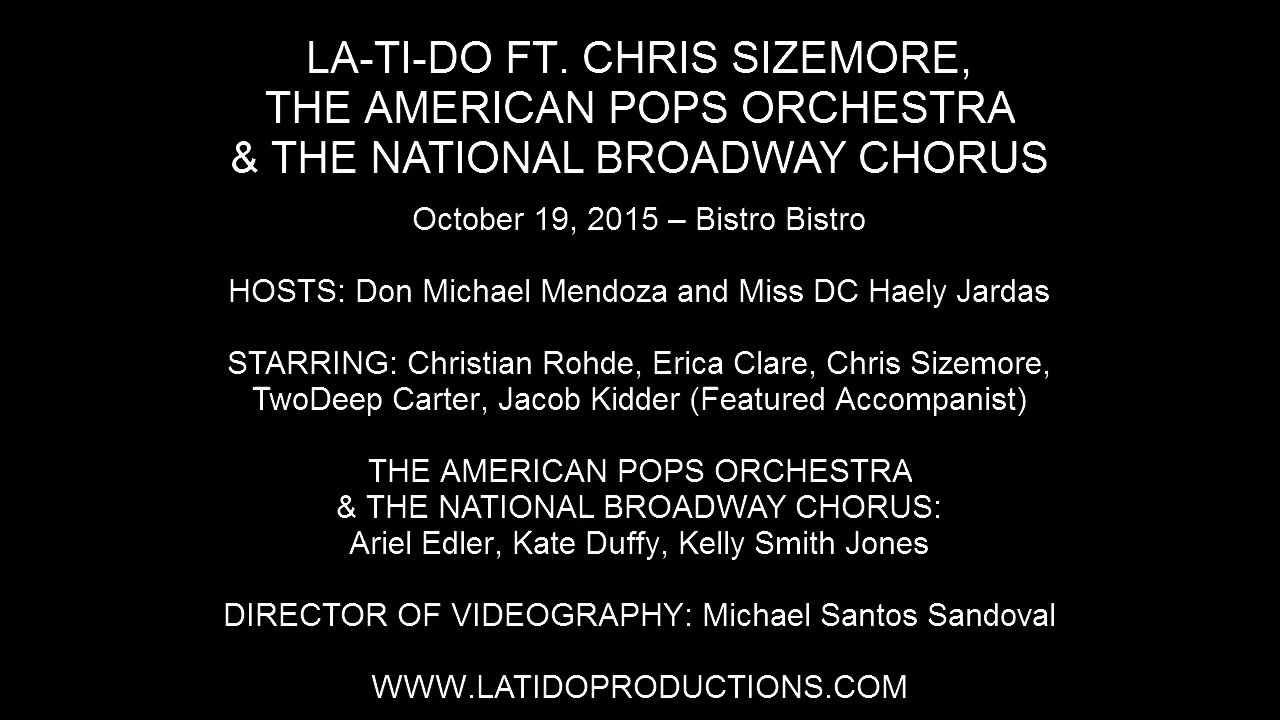 LA-TI-DO FT. CHRIS SIZEMORE,
THE AMERICAN POPS ORCHESTRA
& THE NATIONAL BROADWAY CHORUS
October 19, 2015 – Bistro Bistro
HOSTS: Don Michael Mendoza and Miss DC Haely Jardas
STARRING: Christian Rohde, Erica Clare, Chris Sizemore,
TwoDeep Carter, Jacob Kidder (Featured Accompanist)
THE AMERICAN POPS ORCHESTRA
& THE NATIONAL BROADWAY CHORUS:
Ariel Edler, Kate Duffy, Kelly Smith Jones
DIRECTOR OF VIDEOGRAPHY: Michael Santos Sandoval
WWW.LATIDOPRODUCTIONS.COM